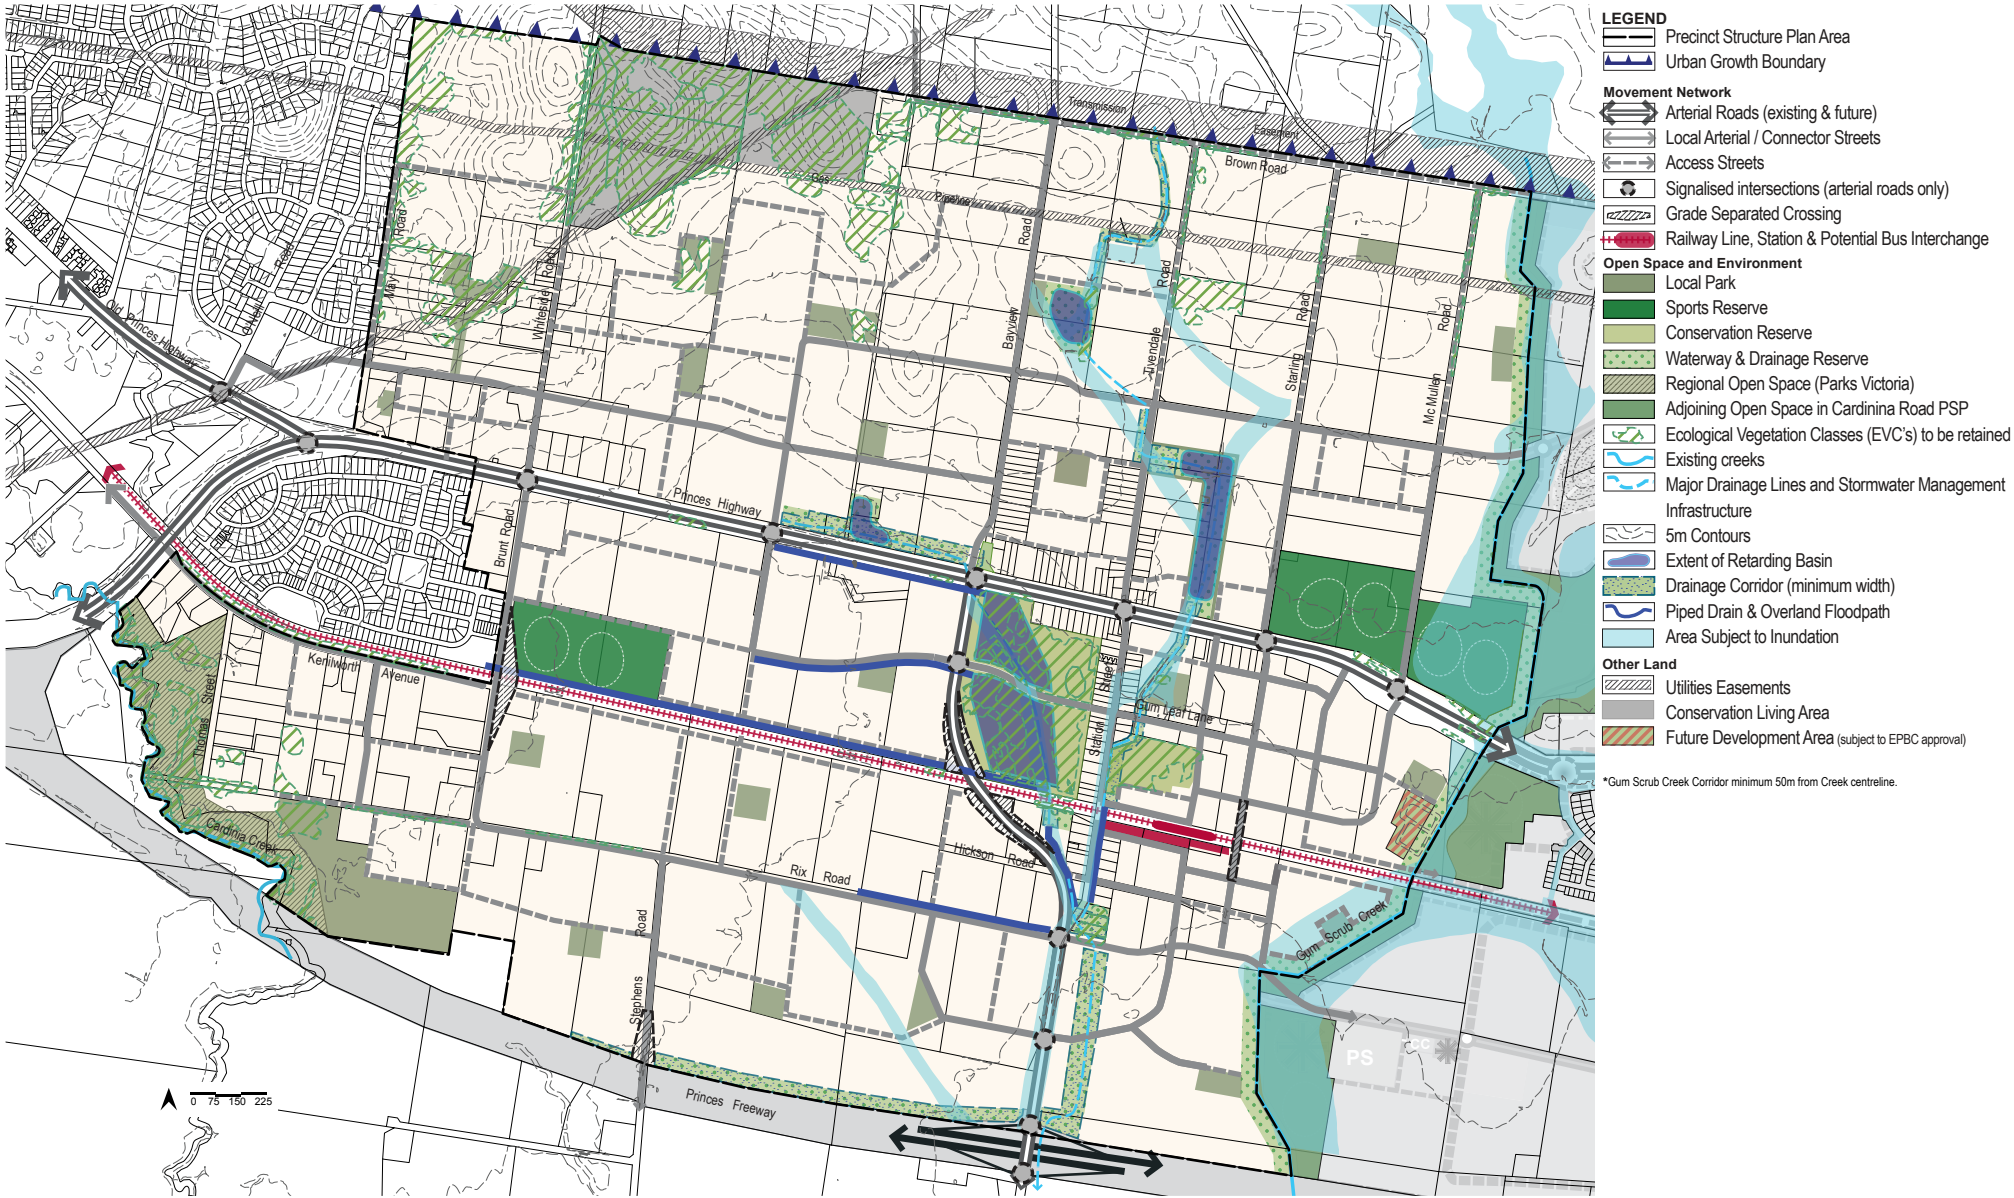 LEGEND
Precinct Structure Plan Area
Urban Growth Boundary
Movement Network
Arterial Roads (existing & future)
Local Arterial / Connector Streets
Access Streets
Signalised intersections (arterial roads only)
Grade Separated Crossing
Railway Line, Station & Potential Bus Interchange
Open Space and Environment
Local Park
Sports Reserve
Conservation Reserve
Waterway & Drainage Reserve
Regional Open Space (Parks Victoria)
Adjoining Open Space in Cardinina Road PSP
Ecological Vegetation Classes (EVC's) to be retained
Existing creeks
Major Drainage Lines and Stormwater Management
Infrastructure
5m Contours
Extent of Retarding Basin
Drainage Corridor (minimum width)
Piped Drain & Overland Floodpath
Area Subject to Inundation
Other Land
Utilities Easements
Conservation Living Area
Future Development Area (subject to EPBC approval)
*Gum Scrub Creek Corridor minimum 50m from Creek centreline.
Transmission
Easement
Brown Road
Gas
Pipeline
May Road
Whiteside Road
Bayview Road
Tivendale Road
Starling Road
Mc Mullen Road
Old Princes Highway
O'Neil Road
Princes Highway
Brunt Road
Kenilworth Avenue
Thomas Street
Station Street
Gum Leaf Lane
Cardinia Creek
Rix Road
Hickson Road
Gum Scrub Creek
Stephens Road
Princes Freeway
PS
CC
0 75 150 225